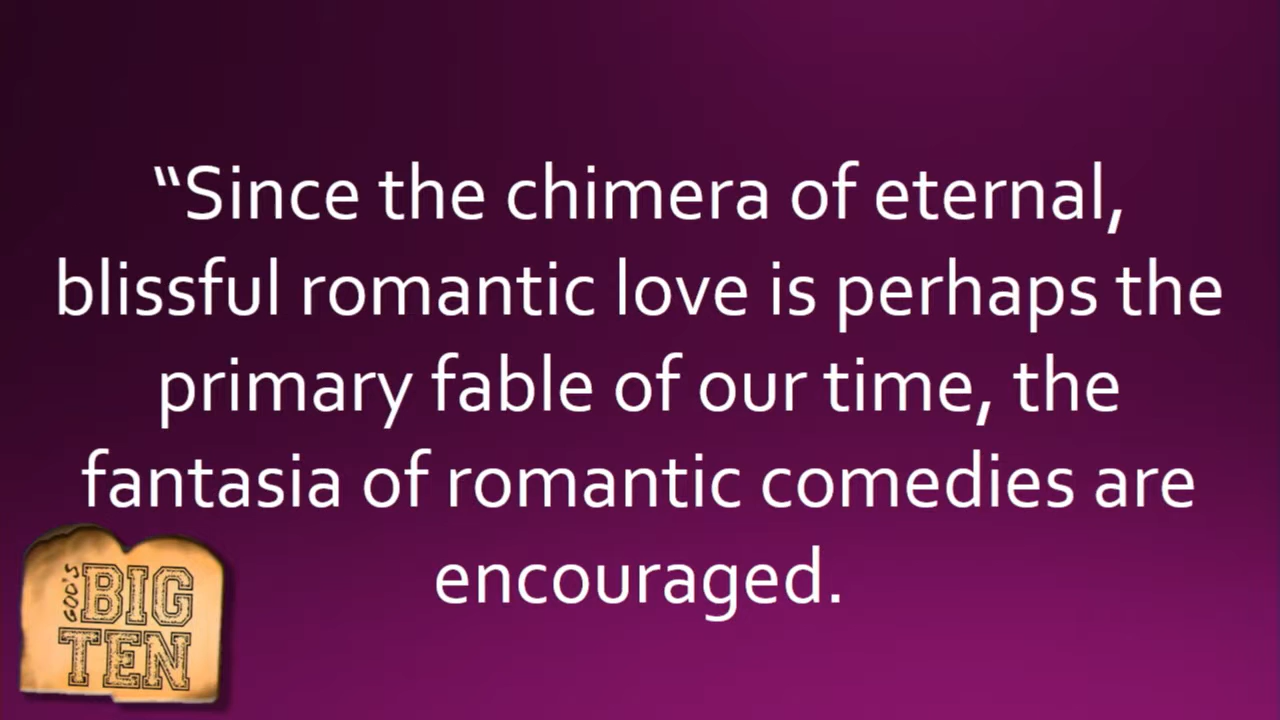 “Since the chimera of eternal,
blissful romantic love is perhaps the
primary fable of our time, the
fantasia of romantic comedies are
encouraged.
GOD'S
BIG
TEN